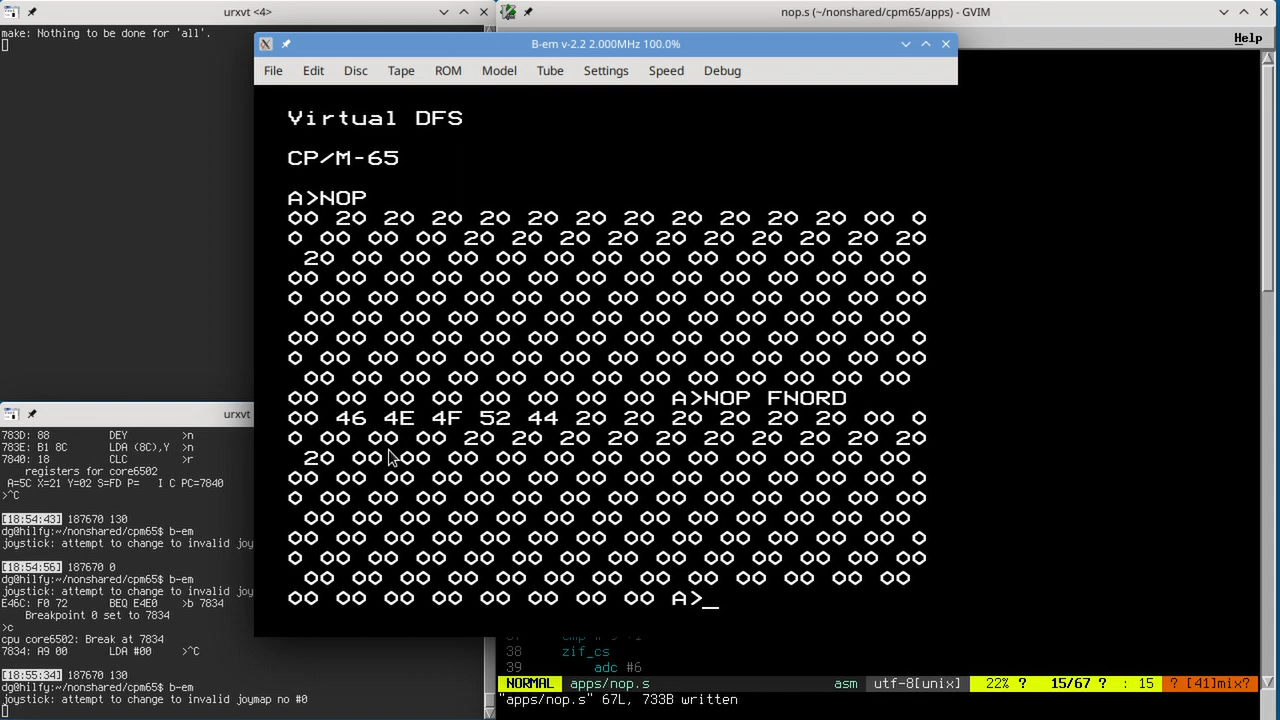 urxvt <4>
make: Nothing to be done for 'all'.
nop.s (~/nonshared/cpm65/apps) - GVIM
Help
B-em v-2.2 2.000MHz 100.0%
File Edit Disc Tape ROM Model Tube Settings Speed Debug
Virtual DFS
CP/M-65
A>NOP
00 20 20 20 20 20 20 20 20 20 20 20 00 0
0 00 00 00 20 20 20 20 20 20 20 20 20 20
20 00 00 00 00 00 00 00 00 00 00 00 00
00 00 00 00 00 00 00 00 00 00 00 00 00 0
0 00 00 00 00 00 00 00 00 00 00 00 00 00
00 00 00 00 00 00 00 00 00 00 00 00 00
00 00 00 00 00 00 00 00 00 00 00 00 00 0
0 00 00 00 00 00 00 00 00 00 00 00 00 00
00 00 00 00 00 00 00 00 00 00 00 00 00
00 00 00 00 00 00 00 00 A>NOP FNORD
00 46 4E 4F 52 44 20 20 20 20 20 20 00 0
0 00 00 00 20 20 20 20 20 20 20 20 20 20
20 00 00 00 00 00 00 00 00 00 00 00 00
00 00 00 00 00 00 00 00 00 00 00 00 00 0
0 00 00 00 00 00 00 00 00 00 00 00 00 00
00 00 00 00 00 00 00 00 00 00 00 00 00
00 00 00 00 00 00 00 00 00 00 00 00 00 0
0 00 00 00 00 00 00 00 00 00 00 00 00 00
00 00 00 00 00 00 00 00 00 00 00 00 00
00 00 00 00 00 00 00 00 A>_
urxvt
783D: 88 DEY >n
783E: B1 8C LDA (8C),Y >n
7840: 18 CLC >r
registers for core6502
A=5C X=21 Y=02 S=FD P= I C PC=7840
>^C
[18:54:43] 187670 130
dg@hilfy:~/nonshared/cpm65$ b-em
joystick: attempt to change to invalid joy
[18:54:56] 187670 0
dg@hilfy:~/nonshared/cpm65$ b-em
joystick: attempt to change to invalid joy
E46C: F0 72 BEQ E4E0 >b 7834
Breakpoint 0 set to 7834
>c
cpu core6502: Break at 7834
7834: A9 00 LDA #00 >^C
[18:55:34] 187670 130
dg@hilfy:~/nonshared/cpm65$ b-em
joystick: attempt to change to invalid joymap no #0
38 zif_cs
39 adc #6
NORMAL apps/nop.s asm utf-8[unix] 22% ? 15/67 ? : 15 ? [41]mix?
"apps/nop.s" 67L, 733B written